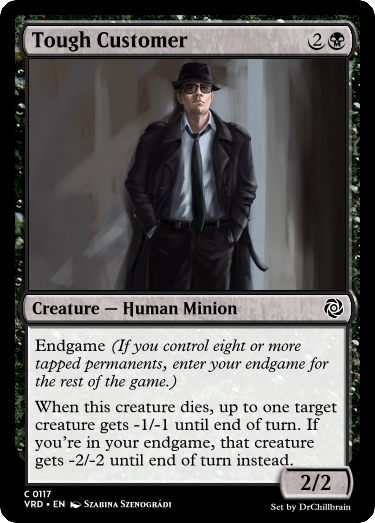 Tough Customer 2
Creature — Human Minion
Endgame (If you control eight or more
tapped permanents, enter your endgame for
the rest of the game.)
When this creature dies, up to one target
creature gets -1/-1 until end of turn. If
you're in your endgame, that creature
gets -2/-2 until end of turn instead.
2/2
C 0117
VRD • EN Szabina Szenográdi
Set by DrChillbrain